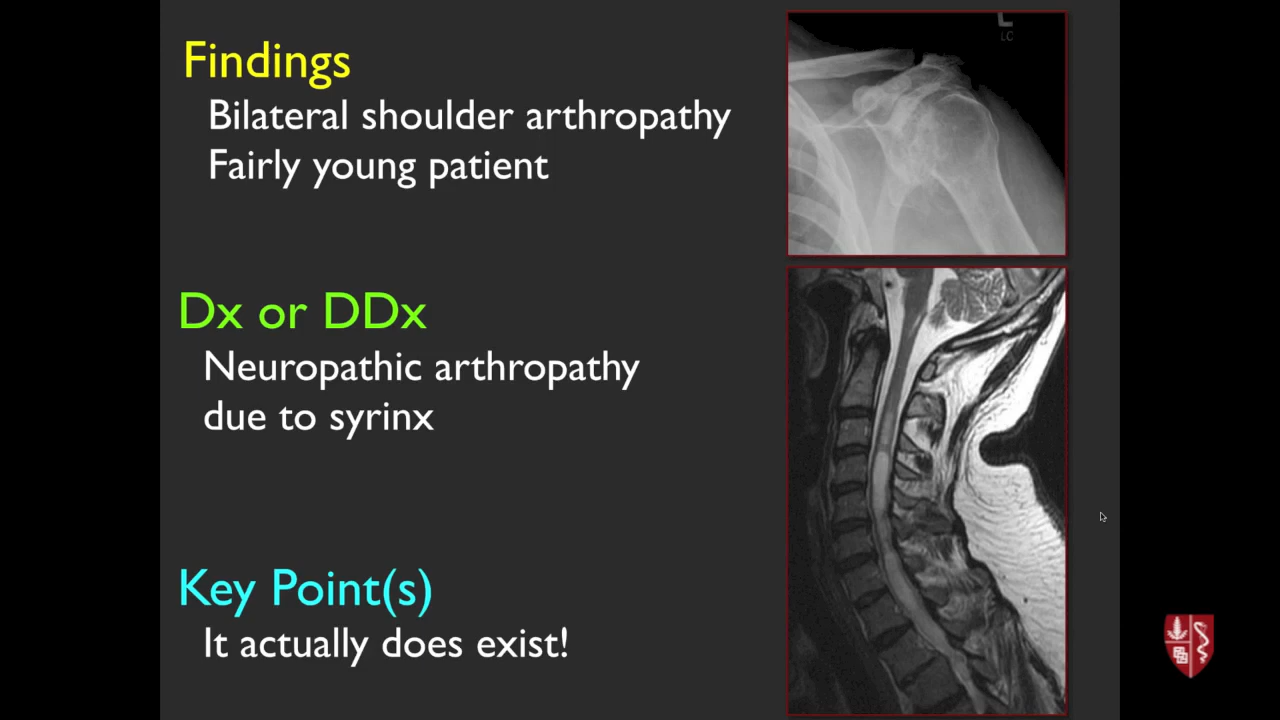 Findings
Bilateral shoulder arthropathy
Fairly young patient
Dx or DDx
Neuropathic arthropathy
due to syrinx
Key Point(s)
It actually does exist!
L
LC